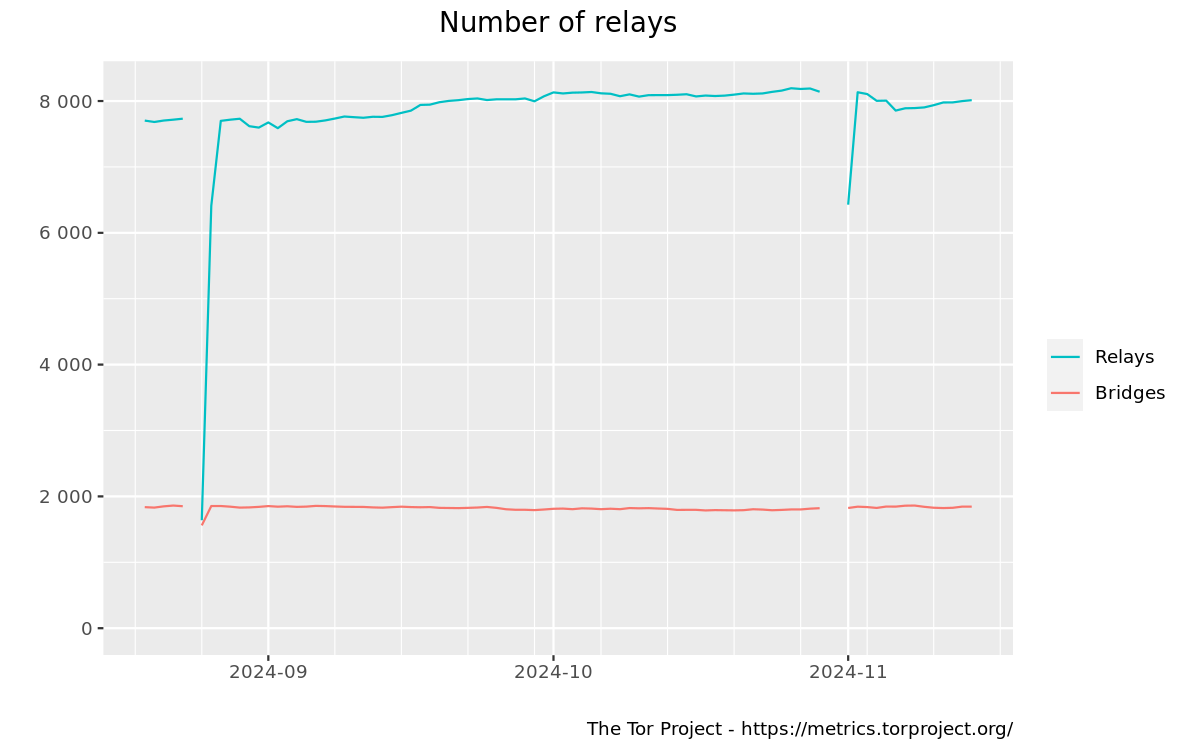 Number of relays
8 000
6 000
4 000
2 000
0
2024-09
2024-10
2024-11
Relays
Bridges
The Tor Project - https://metrics.torproject.org/